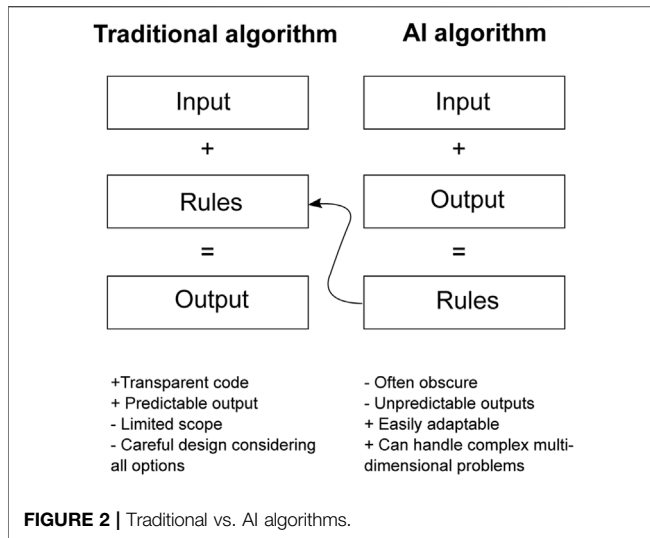 Traditional algorithm
Input
+
Rules
=
Output
+Transparent code
+ Predictable output
- Limited scope
- Careful design considering
all options
AI algorithm
Input
+
Output
=
Rules
- Often obscure
- Unpredictable outputs
+ Easily adaptable
+ Can handle complex multi-
dimensional problems
FIGURE 2 | Traditional vs. AI algorithms.